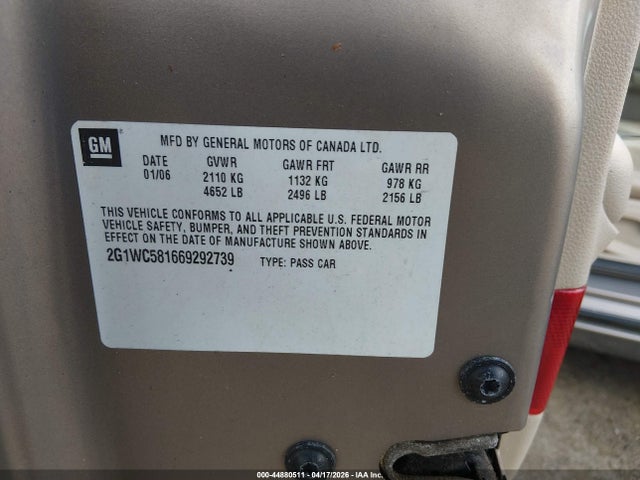 GM
MFD BY GENERAL MOTORS OF CANADA LTD.
DATE GVWR GAWR FRT GAWR RR
01/06 2110 KG 1132 KG 978 KG
4652 LB 2496 LB 2156 LB
THIS VEHICLE CONFORMS TO ALL APPLICABLE U.S. FEDERAL MOTOR
VEHICLE SAFETY, BUMPER, AND THEFT PREVENTION STANDARDS IN
EFFECT ON THE DATE OF MANUFACTURE SHOWN ABOVE.
2G1WC581669292739 TYPE: PASS CAR
000-44880511 - 04/17/2026 - IAA Inc. (c)